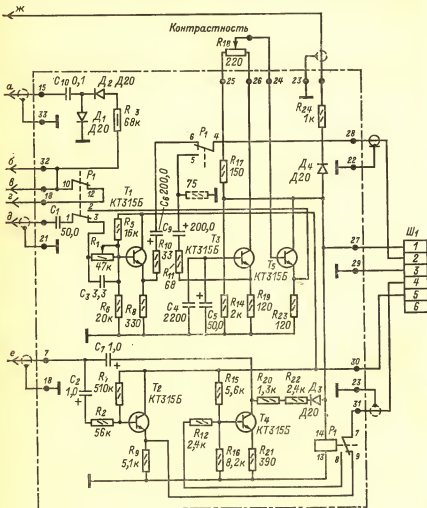 ж
Контрастность
R18
220
а
15
C10 0,1
Д2 Д20
25
26
24
23
33
Д1
Д20
68к
R24
1к
б
32
P1
6
4
28
в
10
12
5
R17
150
Д4
Д20
22
г
18
P1
C6 200,0
75
д
C1
50,0
1
2
3
T1
КТ315Б
C9
200,0
Ш1
21
R1
47к
R5
16к
R10
33
T3
КТ315Б
T5
КТ315Б
27
1
2
29
3
4
5
6
C3 3,3
R11
68
R6
20к
R8
330
C4
2200
C5
50,0
R14
2к
R19
120
R23
120
30
е
7
C7 1,0
23
18
C2
1,0
510к
T2
КТ315Б
R15
5,6к
R20
1,3к
R22
2,4к
Д3
Д20
31
R2
56к
R12
2,4к
T4
КТ315Б
P1
14
13
7
8
9
R9
5,1к
R16
8,2к
R21
390